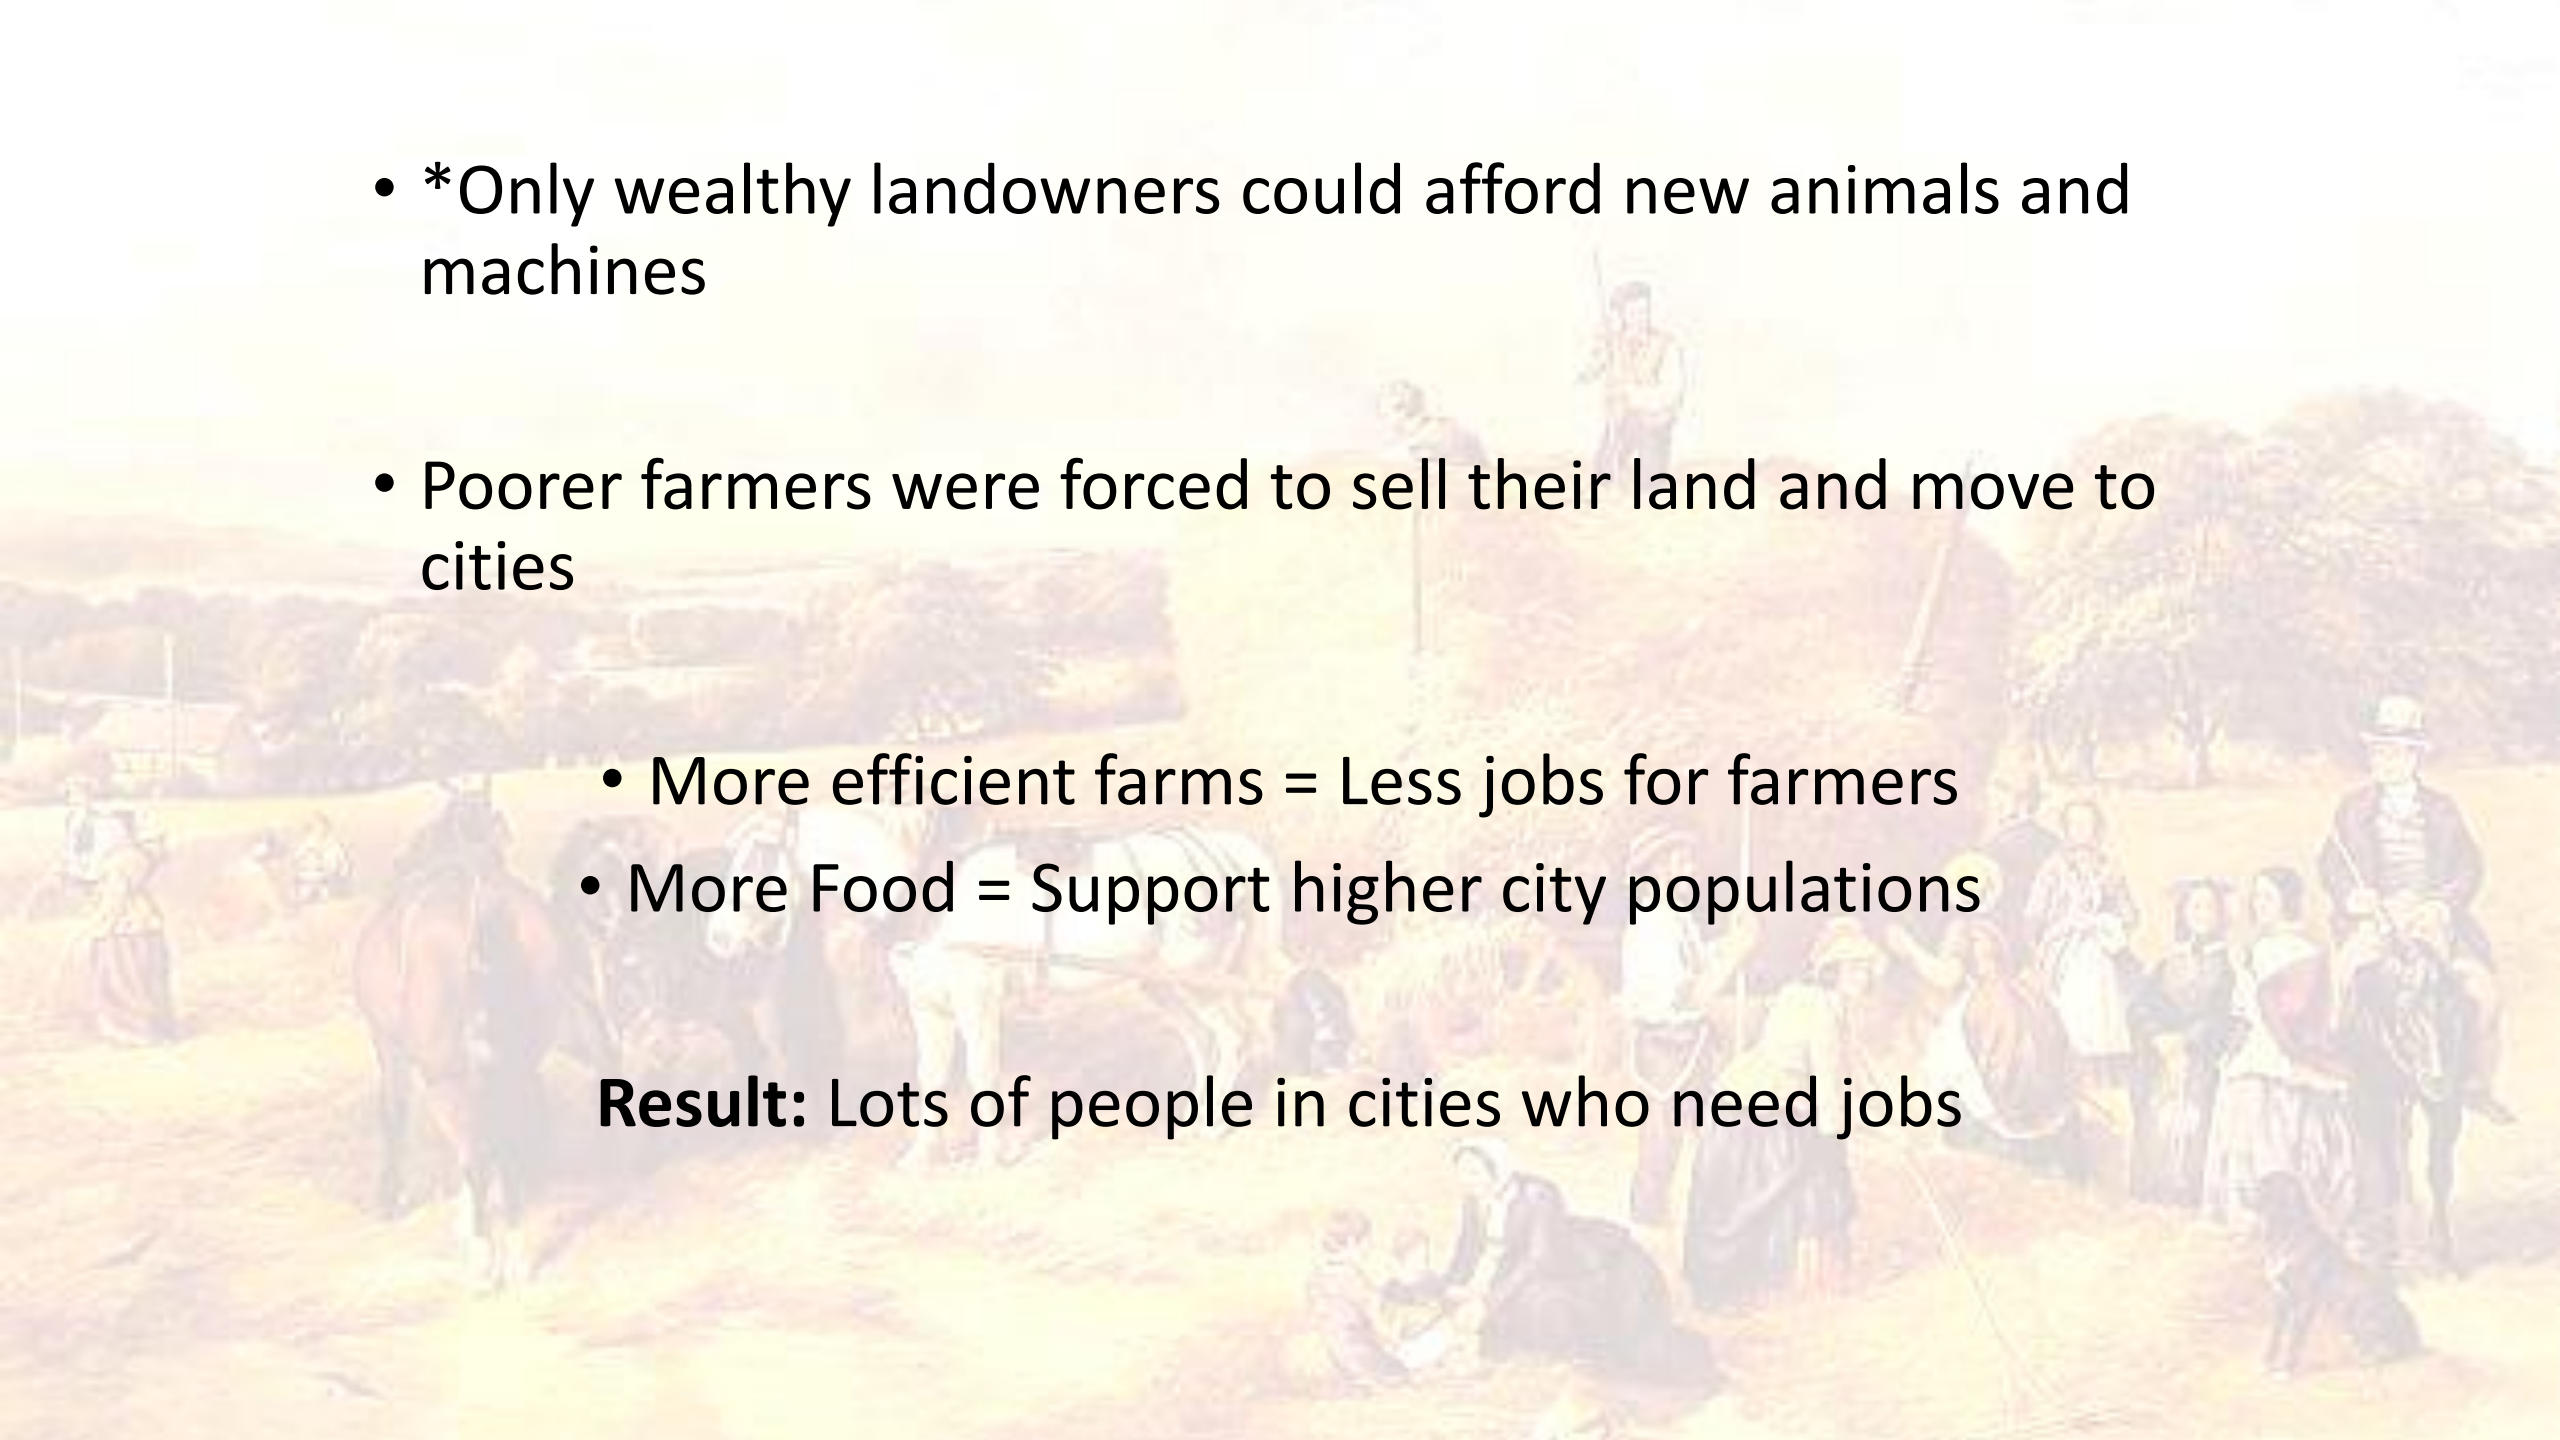 • *Only wealthy landowners could afford new animals and
machines
• Poorer farmers were forced to sell their land and move to
cities
• More efficient farms = Less jobs for farmers
• More Food = Support higher city populations
Result: Lots of people in cities who need jobs